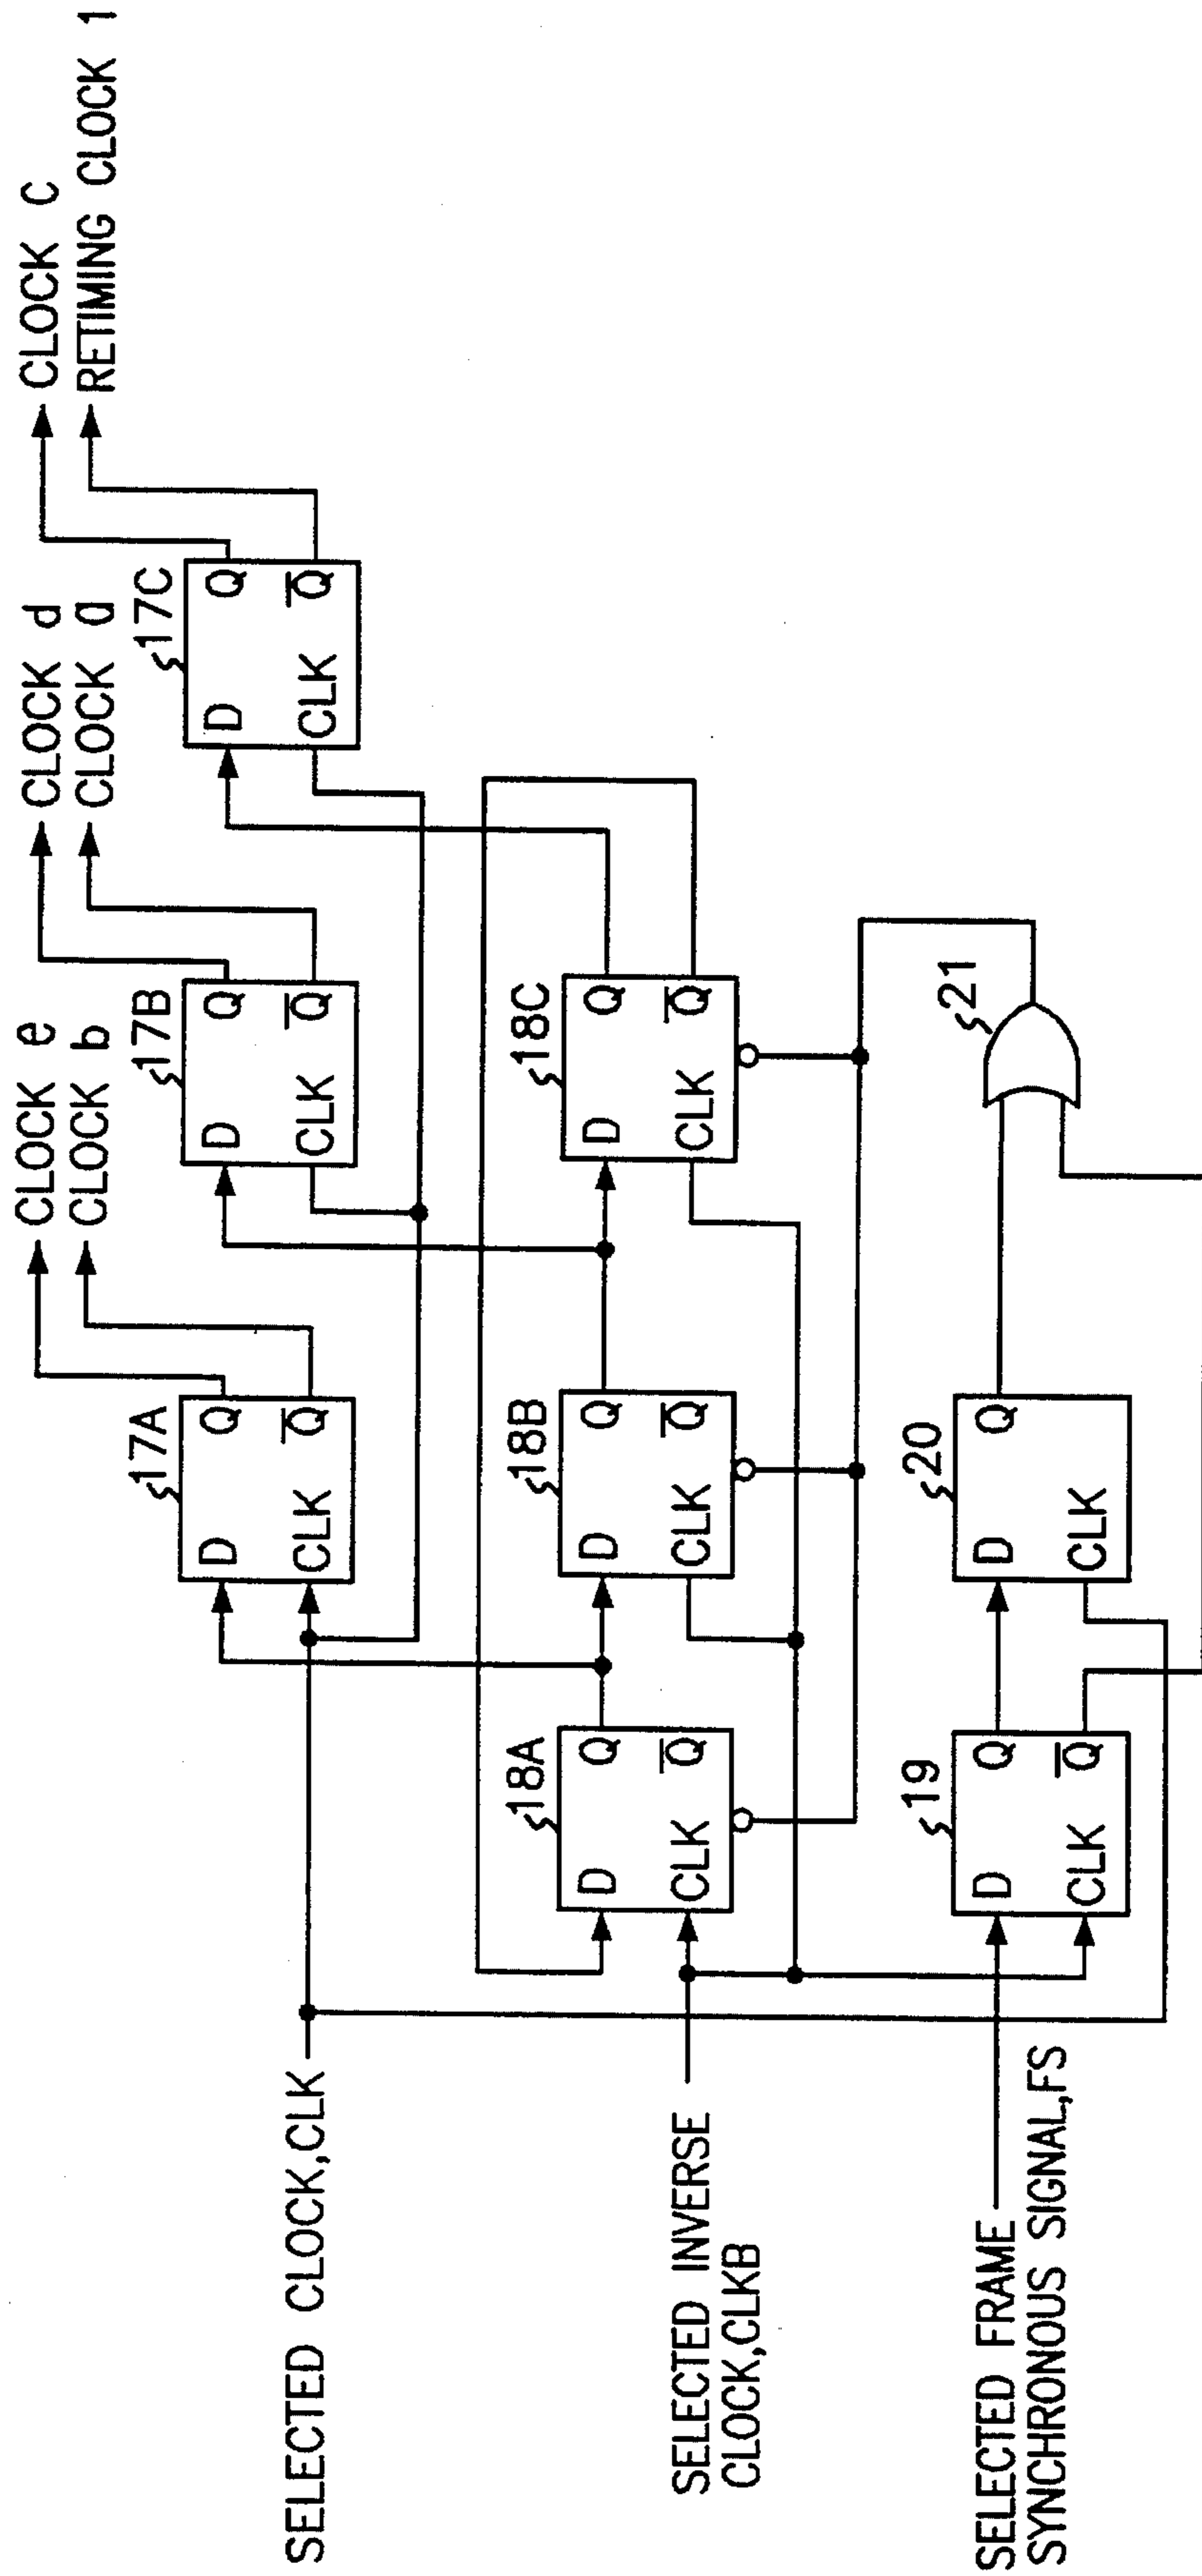 CLOCK e
CLOCK b
CLOCK d
CLOCK a
CLOCK C
RETIMING CLOCK 1
17A
D Q
CLK Q̅
17B
D Q
CLK Q̅
17C
D Q
CLK Q̅
SELECTED CLOCK,CLK
18A
D Q
CLK Q̅
18B
D Q
CLK Q̅
18C
D Q
CLK Q̅
SELECTED INVERSE
CLOCK,CLKB
19
D Q
CLK Q̅
20
D Q
CLK
21
SELECTED FRAME
SYNCHRONOUS SIGNAL,FS